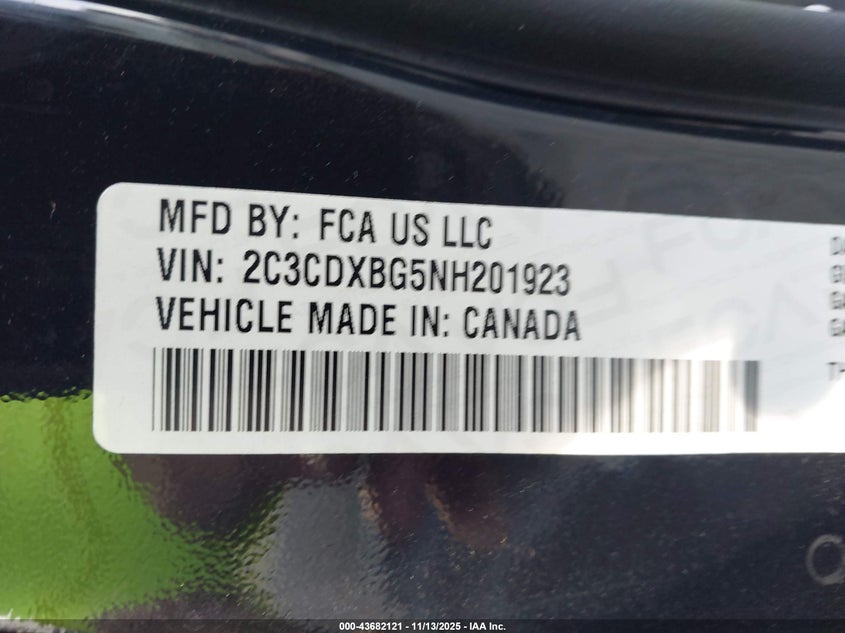 MFD BY: FCA US LLC
VIN: 2C3CDXBG5NH201923
VEHICLE MADE IN: CANADA
000-43682121 | 11/13/2025 - IAA Inc.